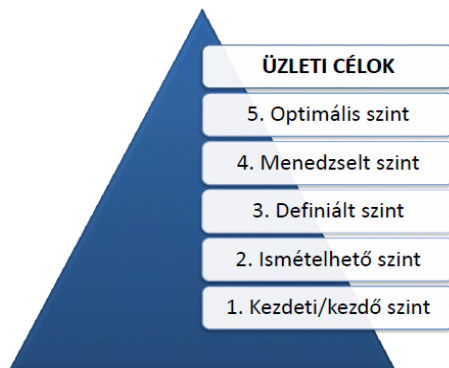 ÜZLETI CÉLOK
5. Optimális szint
4. Menedzselt szint
3. Definiált szint
2. Ismételhető szint
1. Kezdeti/kezdő szint